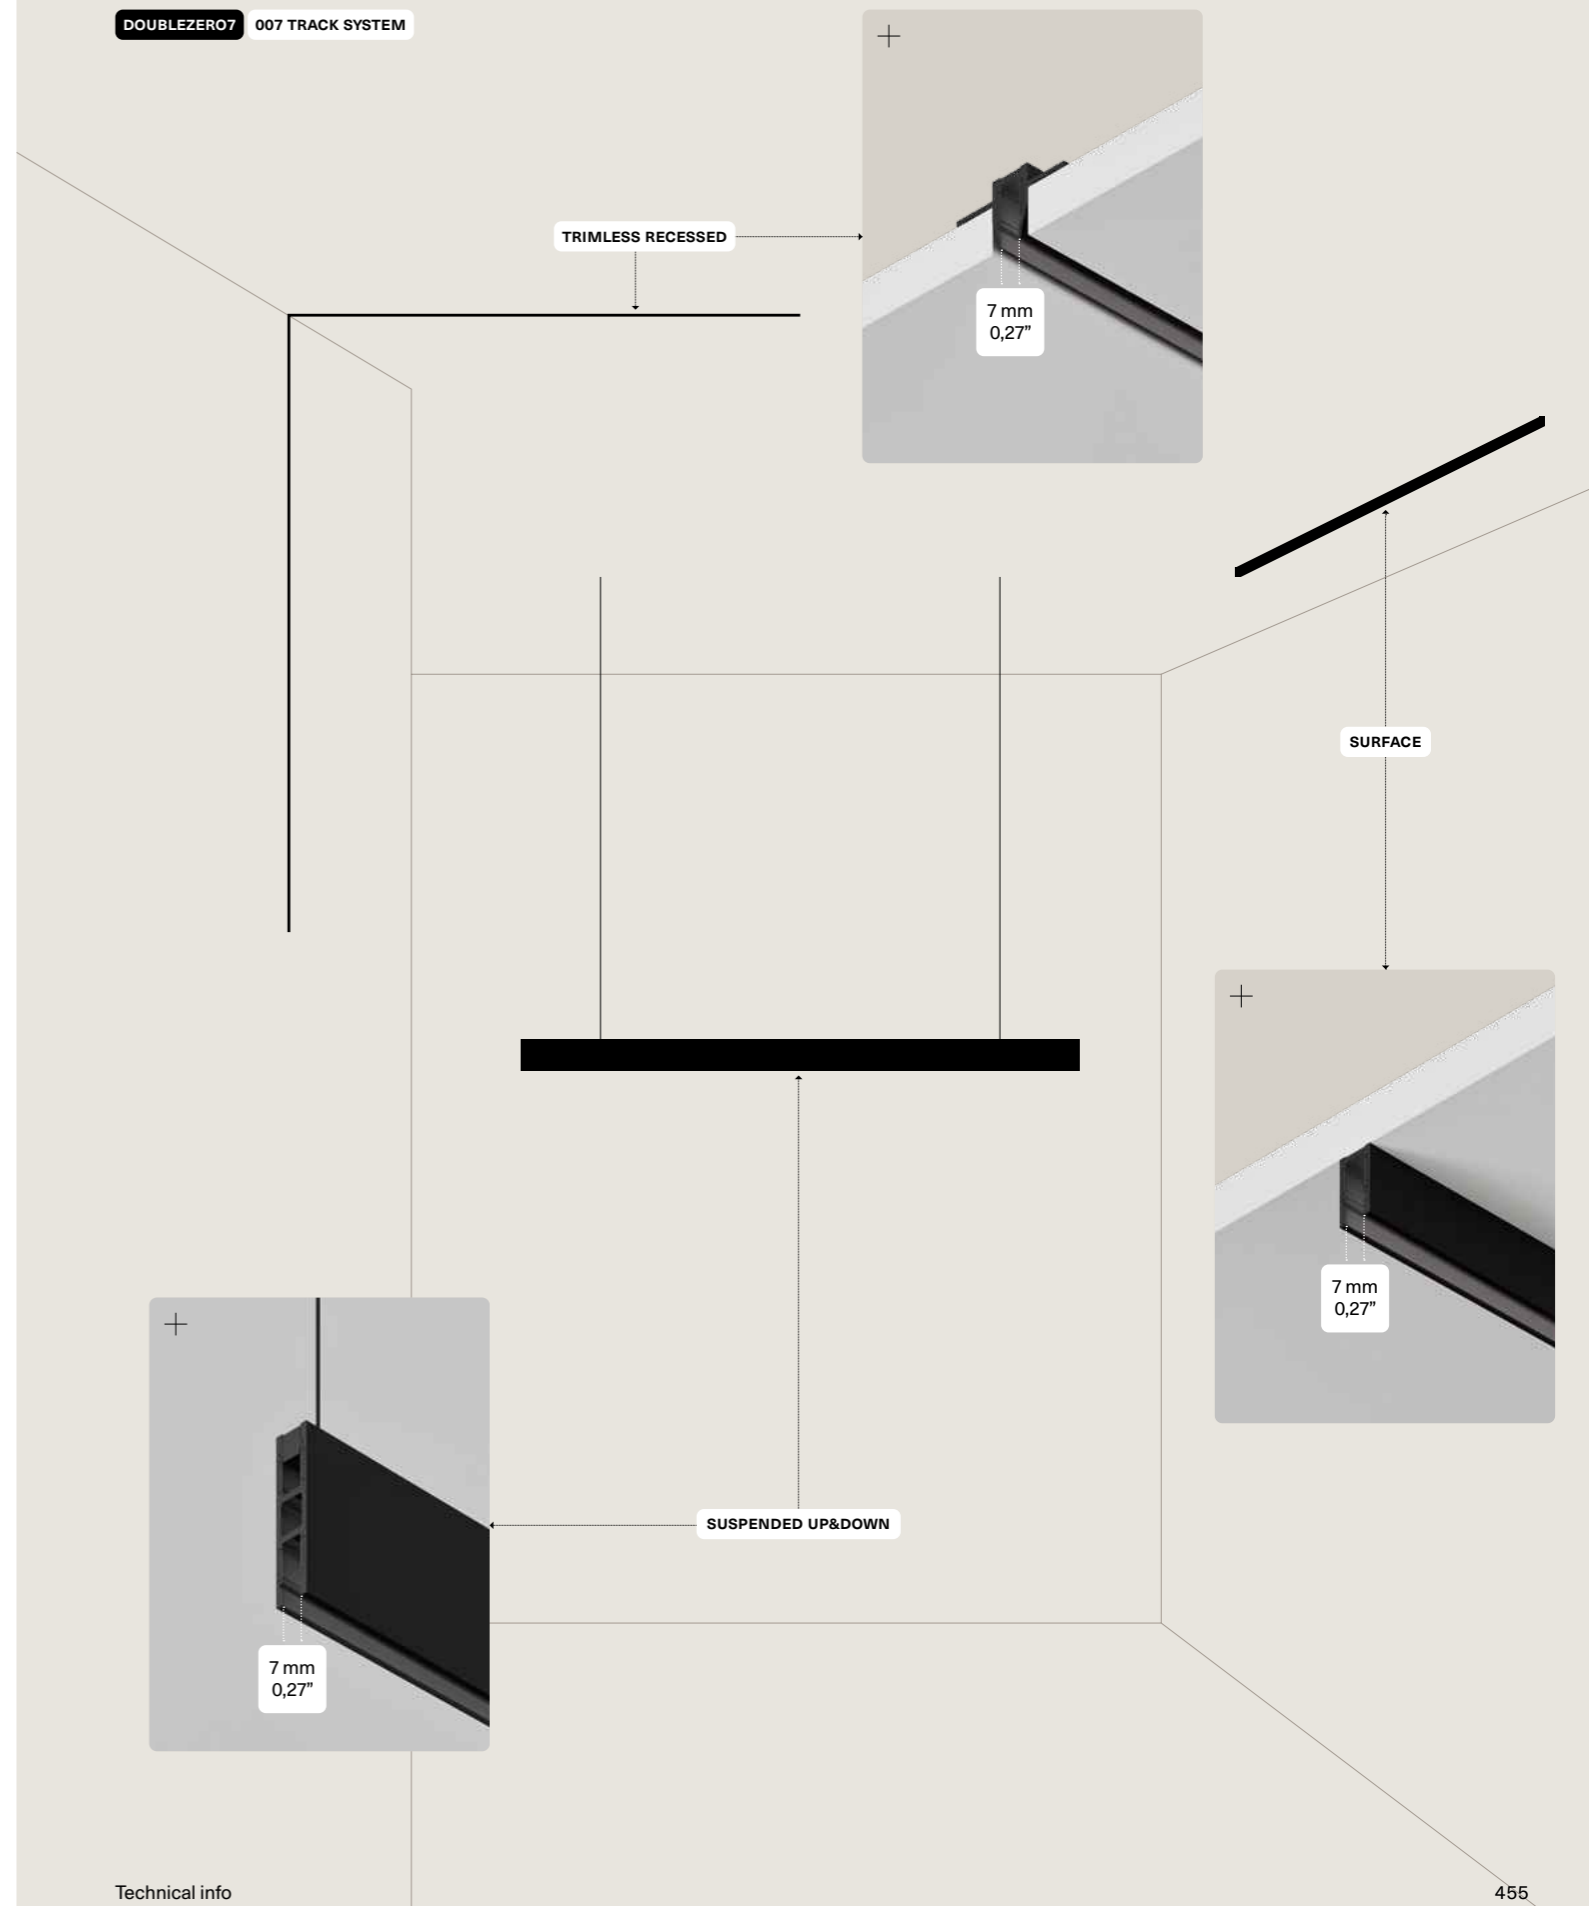 DOUBLEZERO7 007 TRACK SYSTEM
TRIMLESS RECESSED
7 mm
0,27”
SURFACE
7 mm
0,27”
SUSPENDED UP&DOWN
7 mm
0,27”
Technical info
455